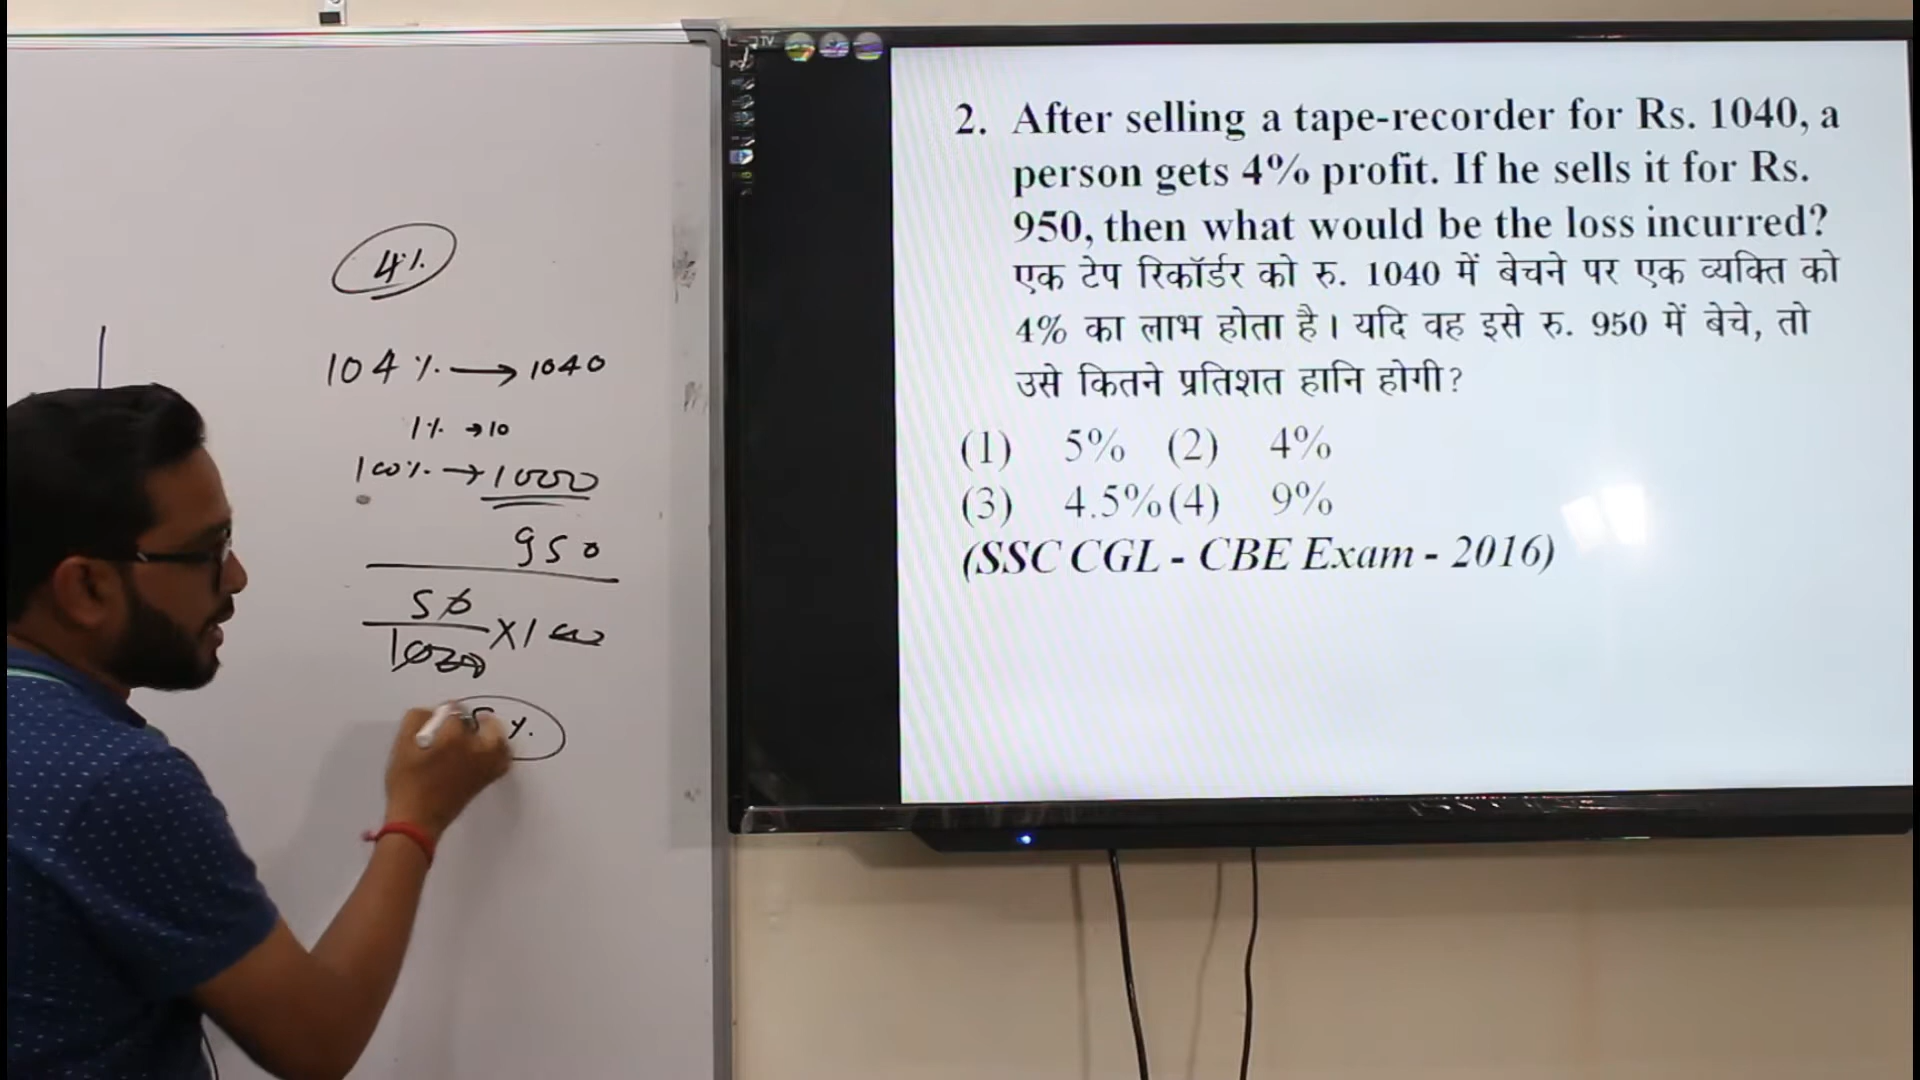 4%
104% → 1040
1% → 10
100% → 1000
950
50
1000 × 100
5%
TV
2. After selling a tape-recorder for Rs. 1040, a
person gets 4% profit. If he sells it for Rs.
950, then what would be the loss incurred?
एक टेप रिकॉर्डर को रु. 1040 में बेचने पर एक व्यक्ति को
4% का लाभ होता है। यदि वह इसे रु. 950 में बेचे, तो
उसे कितने प्रतिशत हानि होगी?
(1) 5% (2) 4%
(3) 4.5% (4) 9%
(SSC CGL - CBE Exam - 2016)